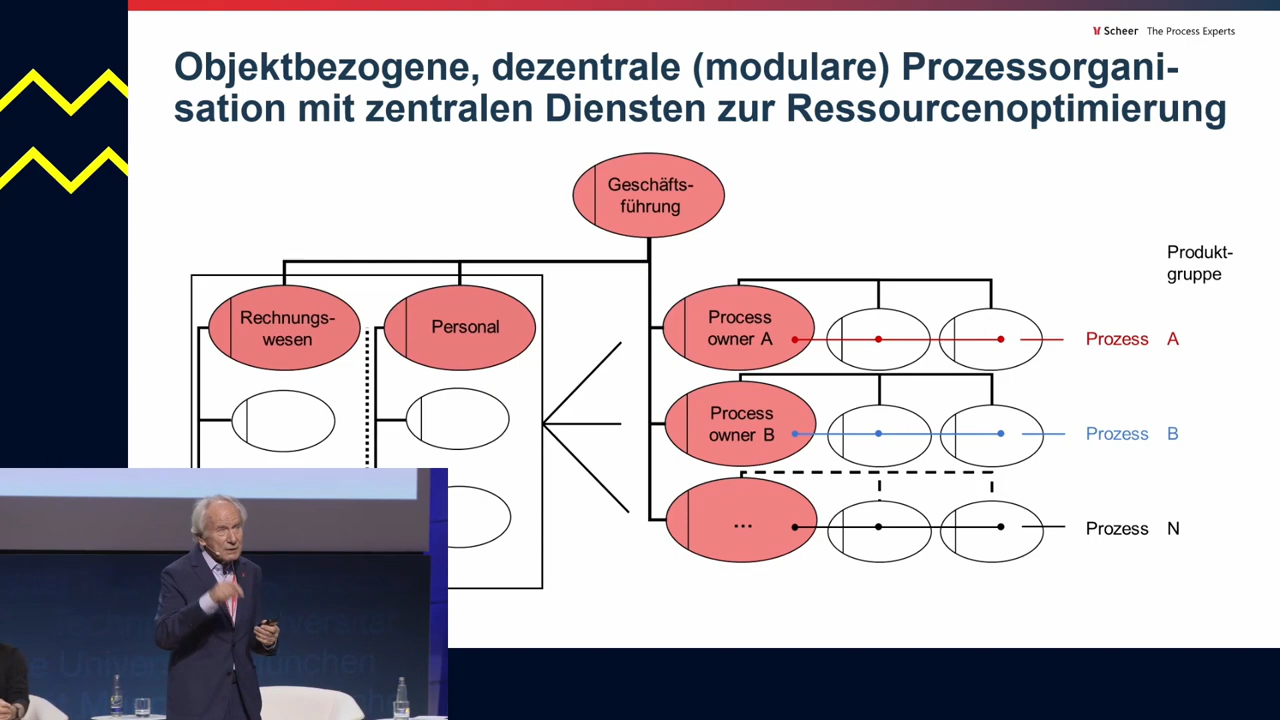 Scheer The Process Experts
Objektbezogene, dezentrale (modulare) Prozessorgani-
sation mit zentralen Diensten zur Ressourcenoptimierung
Geschäfts-
führung
Produkt-
gruppe
Rechnungs-
wesen
Personal
Process
owner A
Prozess A
Process
owner B
Prozess B
...
Prozess N